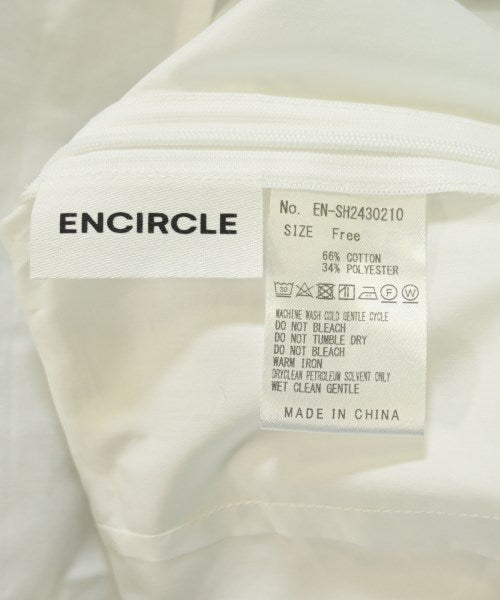 ENCIRCLE
No. EN-SH2430210
SIZE Free
66% COTTON
34% POLYESTER
30 F W
MACHINE WASH COLD GENTLE CYCLE
DO NOT BLEACH
DO NOT TUMBLE DRY
DO NOT BLEACH
WARM IRON
DRYCLEAN PETROLEUM SOLVENT ONLY
WET CLEAN GENTLE
MADE IN CHINA